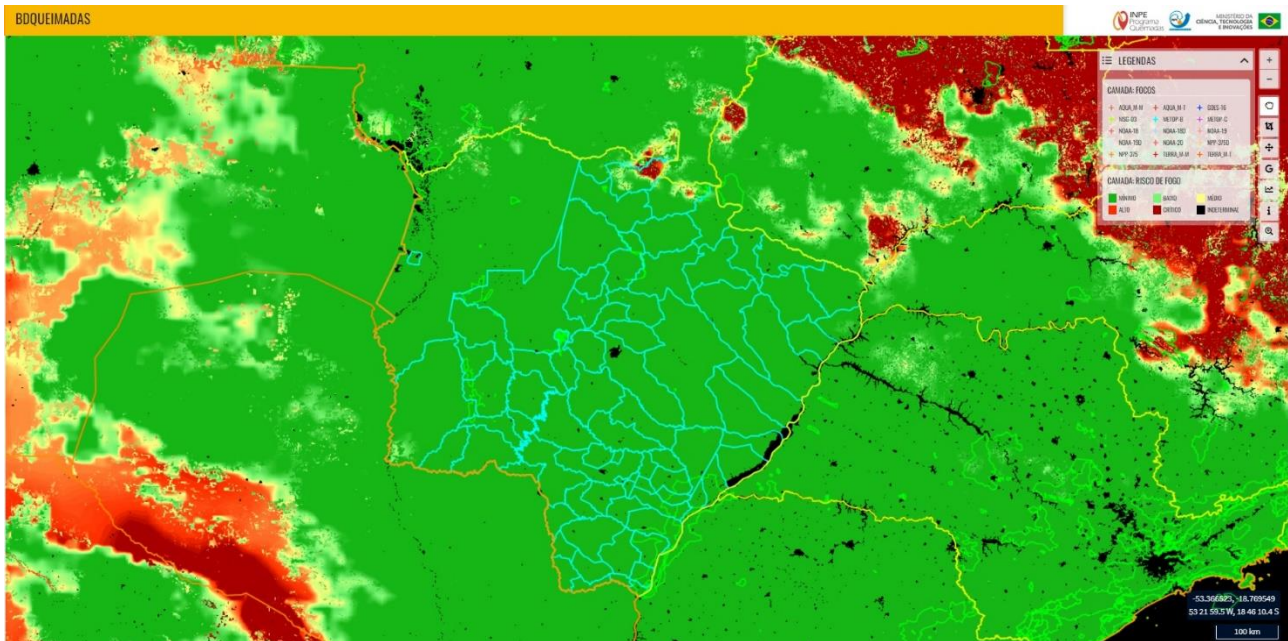 BDQUEIMADAS
INPE
Programa
Queimadas
MINISTÉRIO DA
CIÊNCIA, TECNOLOGIA
E INOVAÇÕES
LEGENDAS
CAMADA: FOCOS
AQUA_M-M AQUA_M-T GOES-16
MSG-03 METOP-B METOP-C
NOAA-18 NOAA-18D NOAA-19
NOAA-19D NOAA-20 NPP-375D
NPP-375 TERRA_M-M TERRA_M-T
CAMADA: RISCO DE FOGO
MÍNIMO BAIXO MÉDIO
ALTO CRÍTICO
-53.366523, -18.769549
53 21 59.5 W, 18 46 10.4 S
100 km